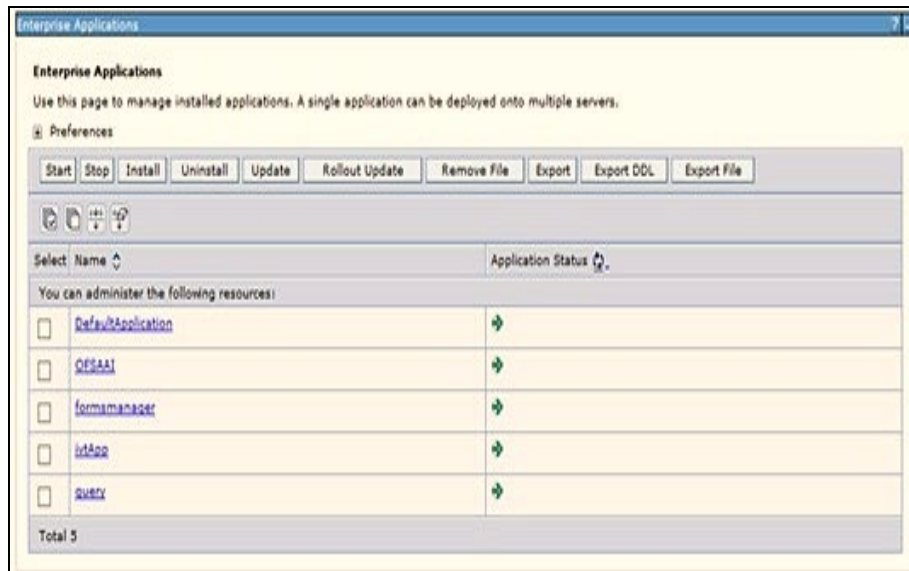 Enterprise Applications ?
Enterprise Applications
Use this page to manage installed applications. A single application can be deployed onto multiple servers.
Preferences
Start Stop Install Uninstall Update Rollout Update Remove File Export Export DDL Export File
Select Name Application Status
You can administer the following resources:
DefaultApplication
OFSAAI
formsmanager
ivtApp
query
Total 5